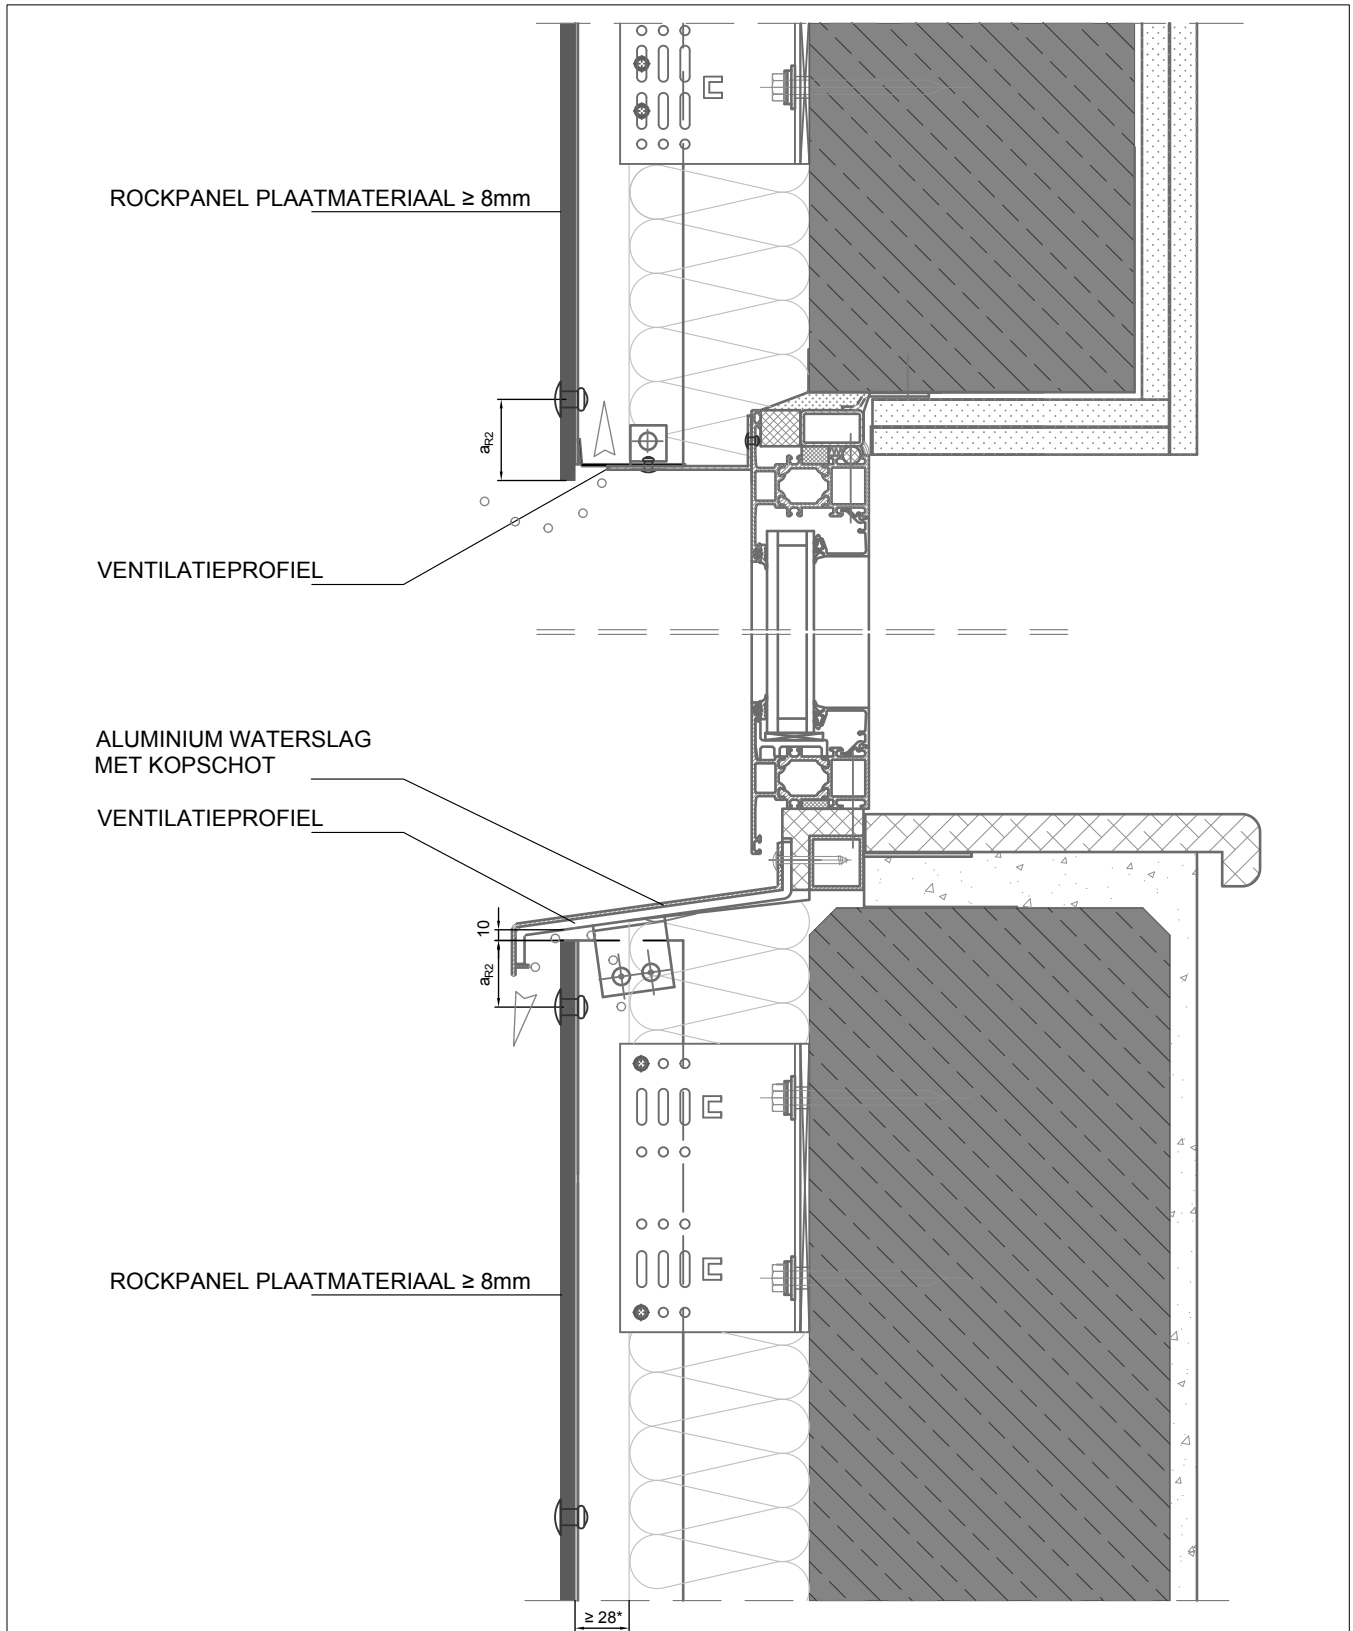 ROCKPANEL PLAATMATERIAAL ≥ 8mm
aR2
VENTILATIEPROFIEL
ALUMINIUM WATERSLAG
MET KOPSCHOT
VENTILATIEPROFIEL
10
aR2
ROCKPANEL PLAATMATERIAAL ≥ 8mm
≥ 28*